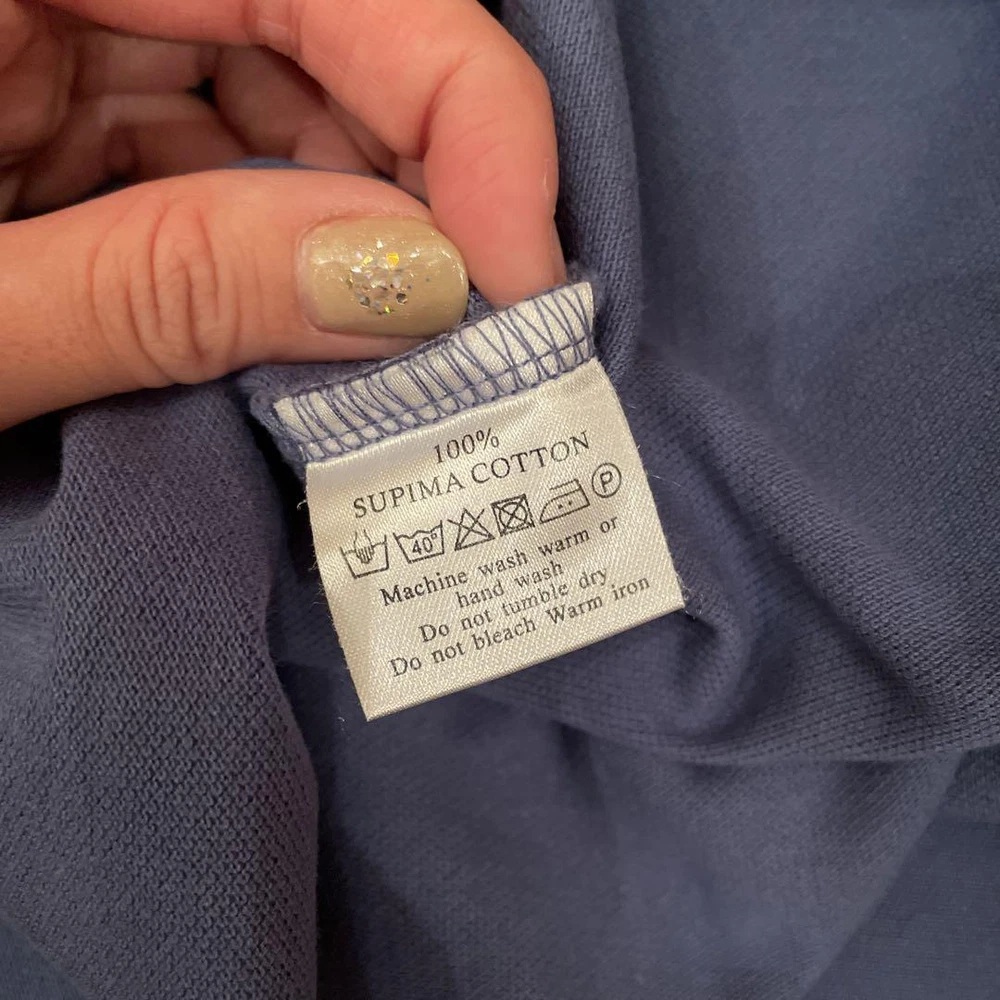 100%
SUPIMA COTTON
40° P
Machine wash warm or
hand wash
Do not tumble dry
Do not bleach Warm iron